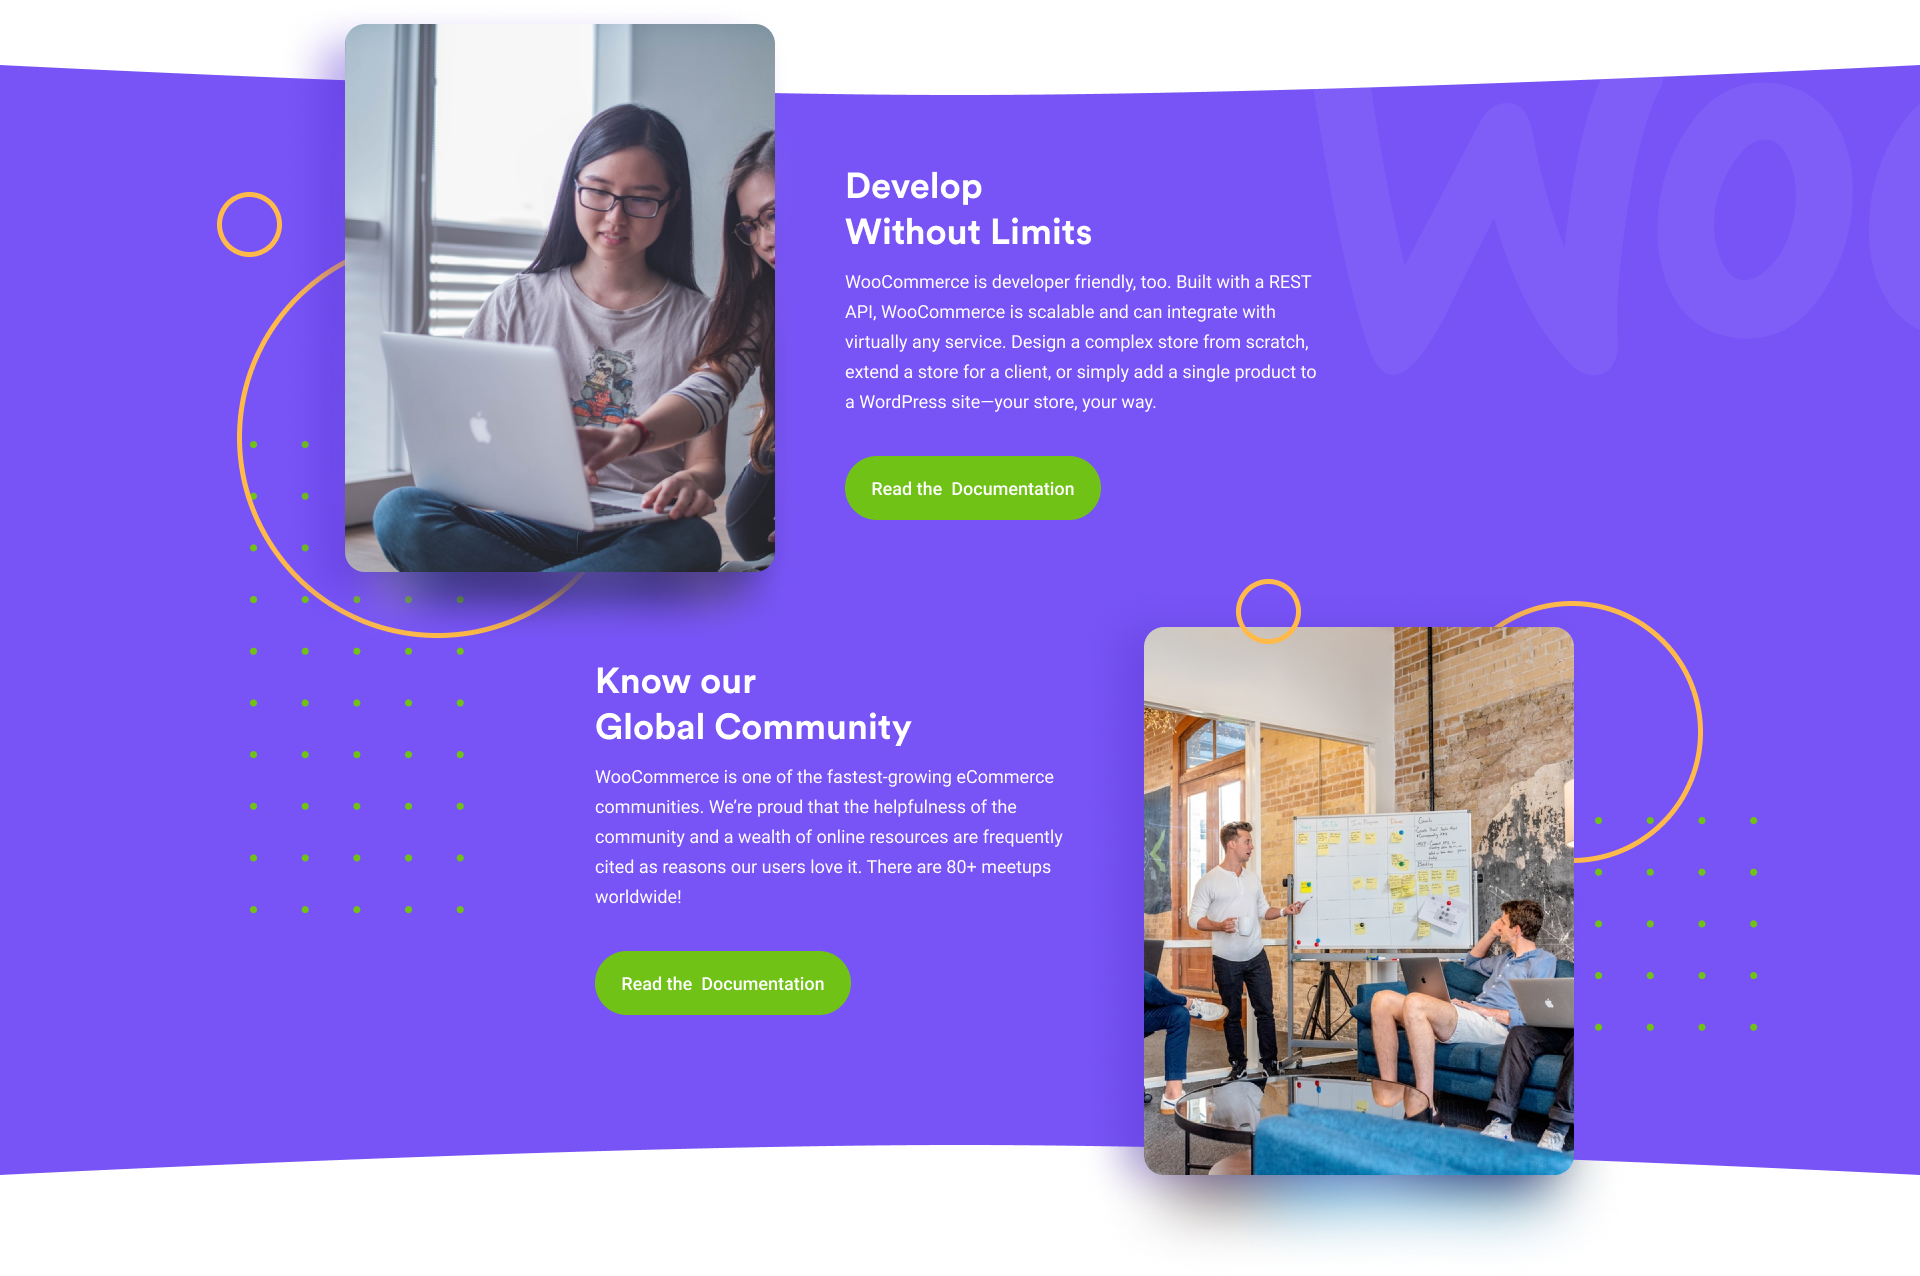 Woo
Develop
Without Limits
WooCommerce is developer friendly, too. Built with a REST
API, WooCommerce is scalable and can integrate with
virtually any service. Design a complex store from scratch,
extend a store for a client, or simply add a single product to
a WordPress site—your store, your way.
Read the  Documentation
Know our
Global Community
WooCommerce is one of the fastest-growing eCommerce
communities. We’re proud that the helpfulness of the
community and a wealth of online resources are frequently
cited as reasons our users love it. There are 80+ meetups
worldwide!
Read the  Documentation